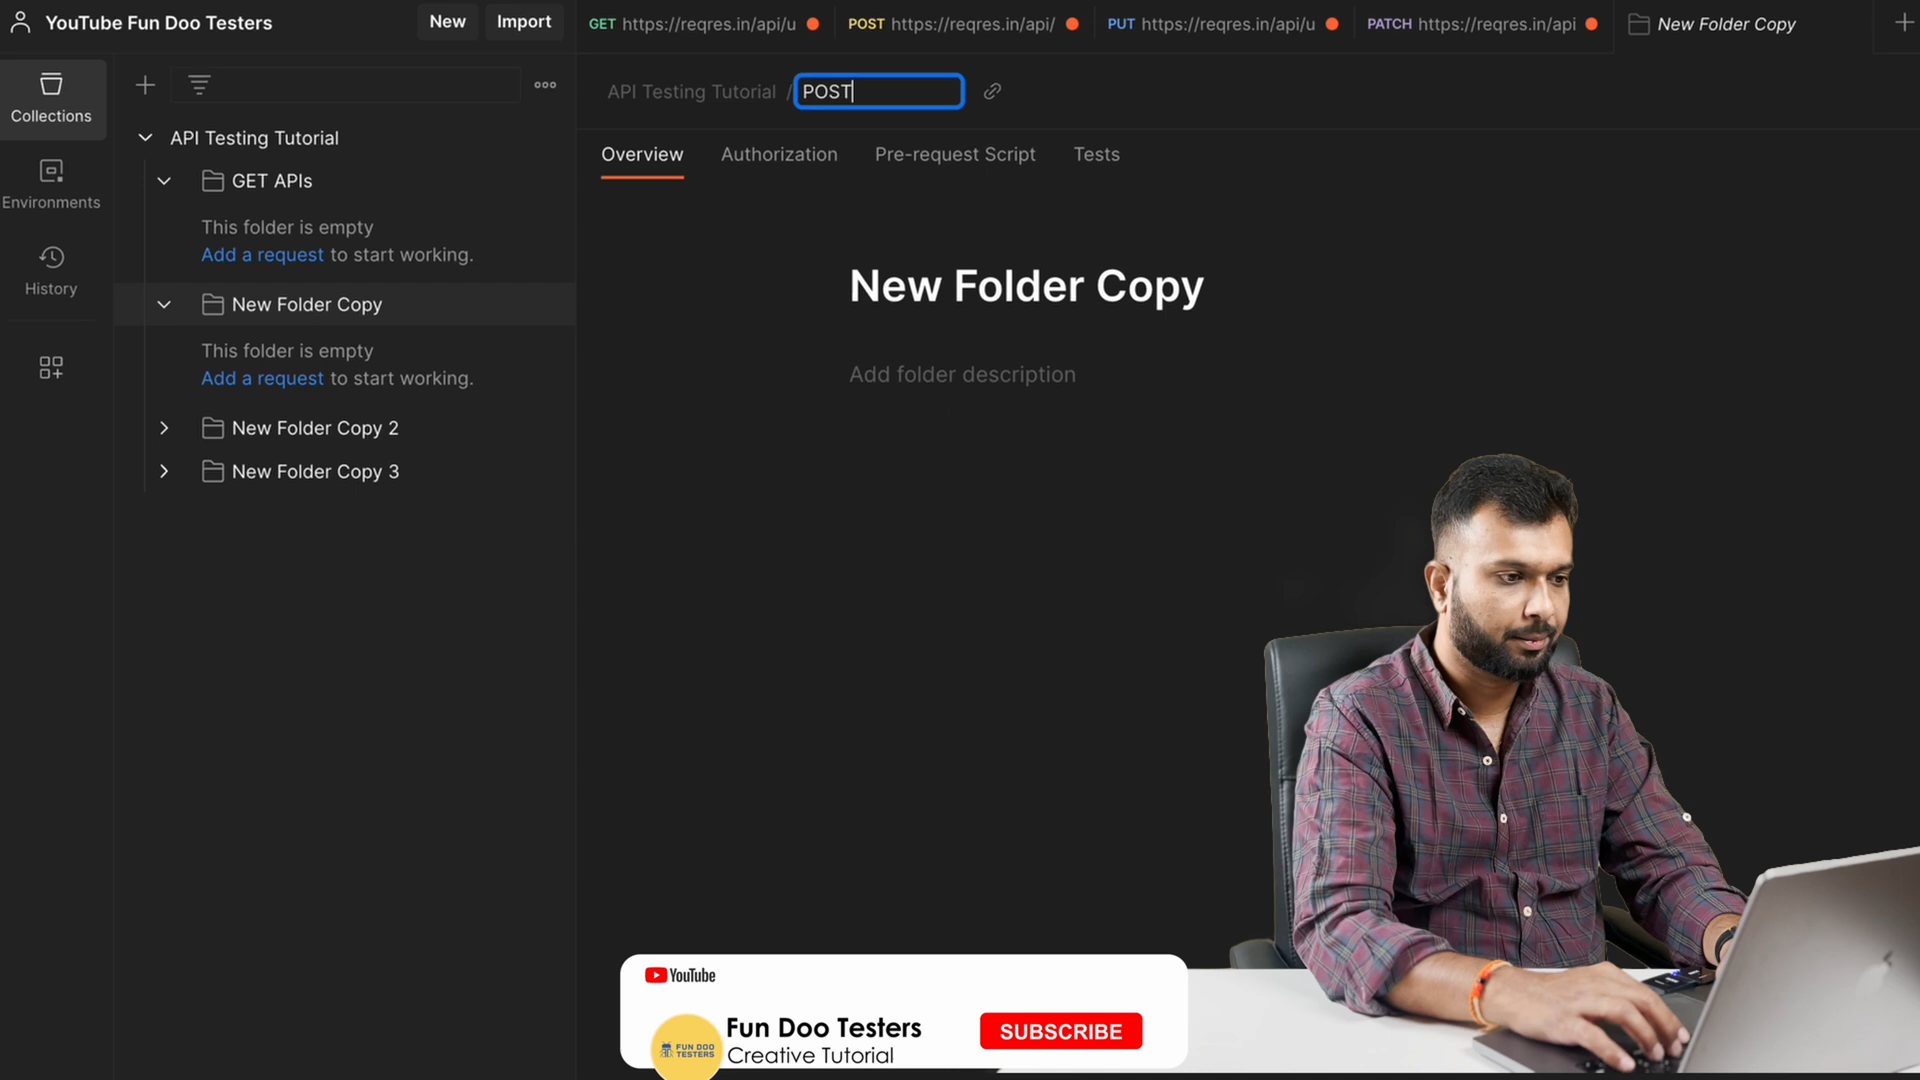 YouTube Fun Doo Testers
New
Import
GET https://reqres.in/api/u
POST https://reqres.in/api/
PUT https://reqres.in/api/u
PATCH https://reqres.in/api
New Folder Copy
Collections
Environments
History
API Testing Tutorial
GET APIs
This folder is empty
Add a request to start working.
New Folder Copy
This folder is empty
Add a request to start working.
New Folder Copy 2
New Folder Copy 3
API Testing Tutorial / POST
Overview
Authorization
Pre-request Script
Tests
New Folder Copy
Add folder description
YouTube
FUN DOO
TESTERS
Fun Doo Testers
Creative Tutorial
SUBSCRIBE